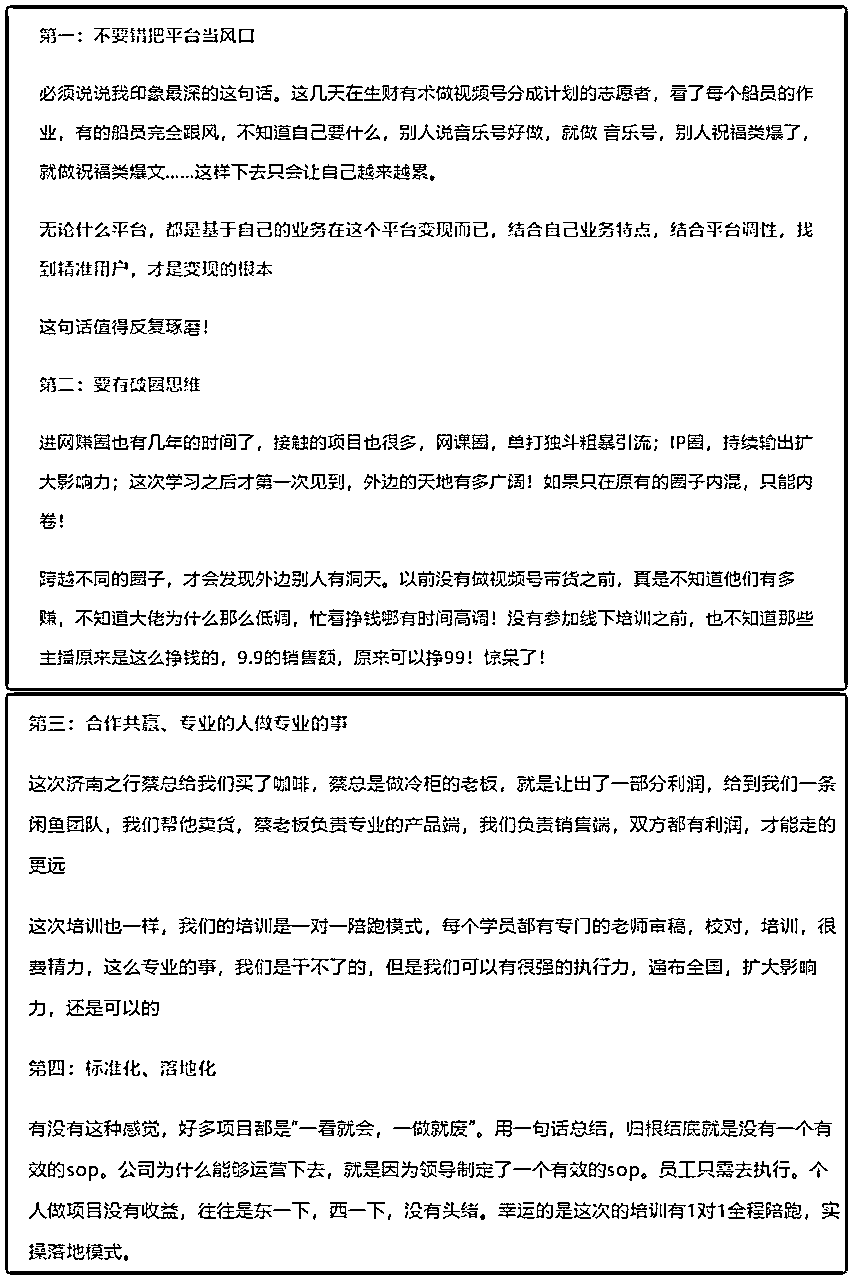 第一：不要错把平台当风口
必须说说我印象最深的这句话。这几天在生财有术做视频号分成计划的志愿者，看了每个船员的作
业，有的船员完全跟风，不知道自己要什么，别人说音乐号好做，就做 音乐号，别人祝福类爆了，
就做祝福类爆文......这样下去只会让自己越来越累。
无论什么平台，都是基于自己的业务在这个平台变现而已，结合自己业务特点，结合平台调性，找
到精准用户，才是变现的根本
这句话值得反复琢磨！
第二：要有破圈思维
进网赚圈也有几年的时间了，接触的项目也很多，网课圈，单打独斗粗暴引流；IP圈，持续输出扩
大影响力；这次学习之后才第一次见到，外边的天地有多广阔！如果只在原有的圈子内混，只能内
卷！
跨越不同的圈子，才会发现外边别人有洞天。以前没有做视频号带货之前，真是不知道他们有多
赚，不知道大佬为什么那么低调，忙着挣钱哪有时间高调！没有参加线下培训之前，也不知道那些
主播原来是这么挣钱的，9.9的销售额，原来可以挣99！惊呆了！
第三：合作共赢、专业的人做专业的事
这次济南之行蔡总给我们买了咖啡，蔡总是做冷柜的老板，就是让出了一部分利润，给到我们一条
闲鱼团队，我们帮他卖货，蔡老板负责专业的产品端，我们负责销售端，双方都有利润，才能走的
更远
这次培训也一样，我们的培训是一对一陪跑模式，每个学员都有专门的老师审稿，校对，培训，很
费精力，这么专业的事，我们是干不了的，但是我们可以有很强的执行力，遍布全国，扩大影响
力，还是可以的
第四：标准化、落地化
有没有这种感觉，好多项目都是"一看就会，一做就废"。用一句话总结，归根结底就是没有一个有
效的sop。公司为什么能够运营下去，就是因为领导制定了一个有效的sop。员工只需去执行。个
人做项目没有收益，往往是东一下，西一下，没有头绪。幸运的是这次的培训有1对1全程陪跑，实
操落地模式。